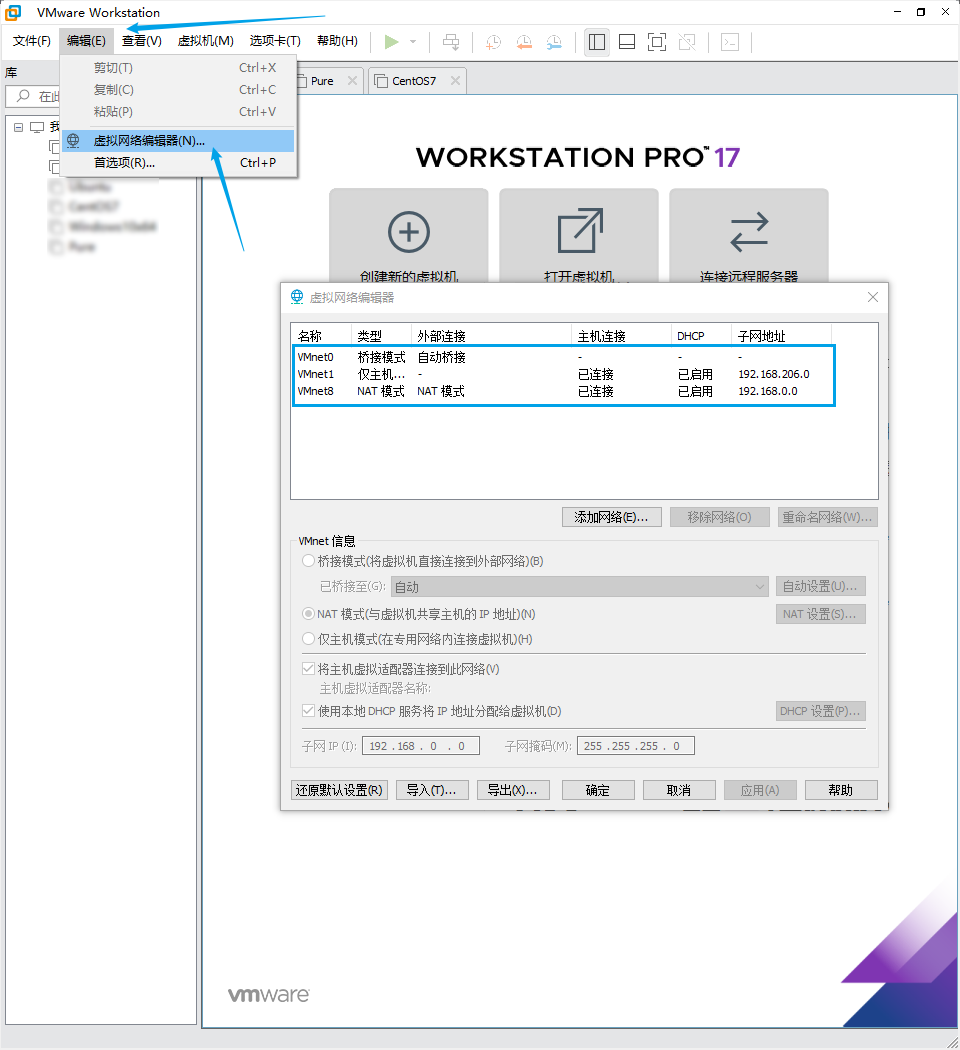 VMware Workstation
文件(F) 编辑(E) 查看(V) 虚拟机(M) 选项卡(T) 帮助(H)
库
在此
剪切(T) Ctrl+X
复制(C) Ctrl+C
粘贴(P) Ctrl+V
虚拟网络编辑器(N)...
首选项(R)... Ctrl+P
Pure
CentOS7
Ubuntu
CentOS7
Windows10x64
Pure
WORKSTATION PRO™ 17
创建新的虚拟机 打开虚拟机 连接远程服务器
虚拟网络编辑器
名称 类型 外部连接 主机连接 DHCP 子网地址
VMnet0 桥接模式 自动桥接 - - -
VMnet1 仅主机... - 已连接 已启用 192.168.206.0
VMnet8 NAT 模式 NAT 模式 已连接 已启用 192.168.0.0
添加网络(E)... 移除网络(O) 重命名网络(W)...
VMnet 信息
桥接模式(将虚拟机直接连接到外部网络)(B)
已桥接至(G): 自动 自动设置(U)...
NAT 模式(与虚拟机共享主机的 IP 地址)(N) NAT 设置(S)...
仅主机模式(在专用网络内连接虚拟机)(H)
将主机虚拟适配器连接到此网络(V)
主机虚拟适配器名称:
使用本地 DHCP 服务将 IP 地址分配给虚拟机(D) DHCP 设置(P)...
子网 IP (I): 192 . 168 . 0 . 0 子网掩码(M): 255 . 255 . 255 . 0
还原默认设置(R) 导入(T)... 导出(X)... 确定 取消 应用(A) 帮助
vmware